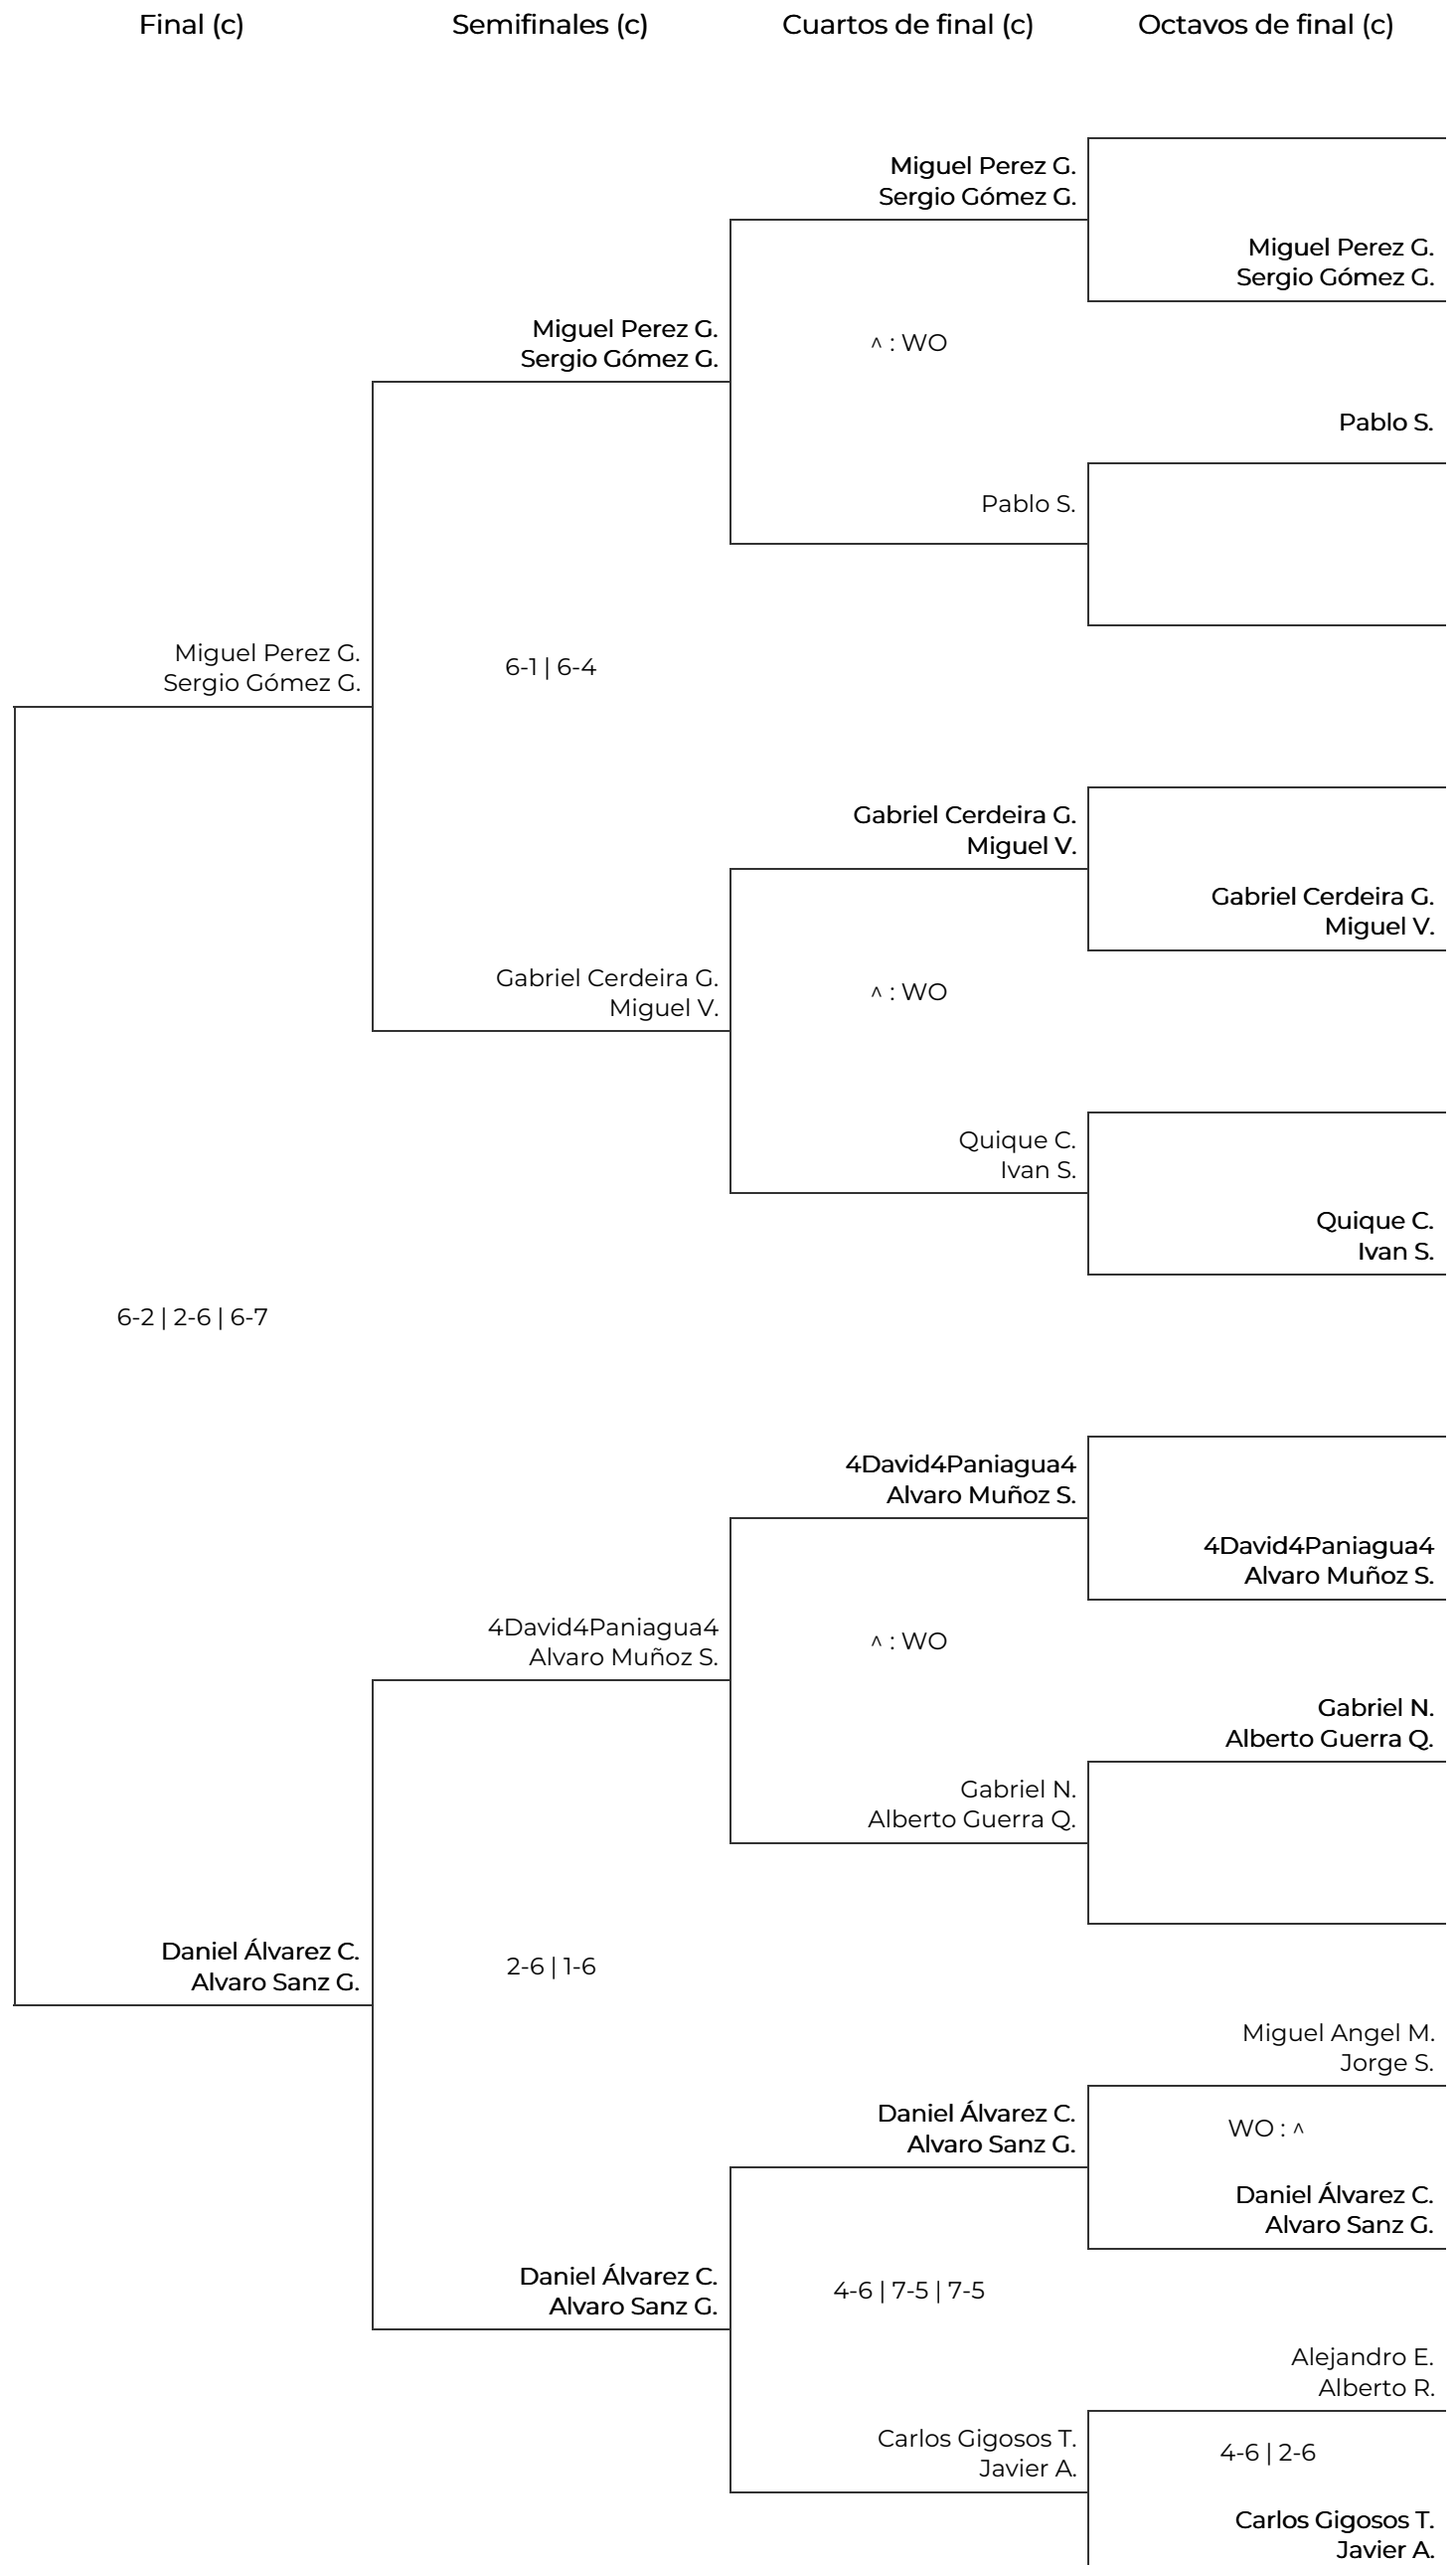 Final (c)
Semifinales (c)
Cuartos de final (c)
Octavos de final (c)
Miguel Perez G.
Sergio Gómez G.
Miguel Perez G.
Sergio Gómez G.
Miguel Perez G.
Sergio Gómez G.
^ : WO
Pablo S.
Pablo S.
Miguel Perez G.
Sergio Gómez G.
6-1 | 6-4
Gabriel Cerdeira G.
Miguel V.
Gabriel Cerdeira G.
Miguel V.
Gabriel Cerdeira G.
Miguel V.
^ : WO
Quique C.
Ivan S.
Quique C.
Ivan S.
6-2 | 2-6 | 6-7
4David4Paniagua4
Alvaro Muñoz S.
4David4Paniagua4
Alvaro Muñoz S.
4David4Paniagua4
Alvaro Muñoz S.
^ : WO
Gabriel N.
Alberto Guerra Q.
Gabriel N.
Alberto Guerra Q.
Daniel Álvarez C.
Alvaro Sanz G.
2-6 | 1-6
Miguel Angel M.
Jorge S.
Daniel Álvarez C.
Alvaro Sanz G.
WO : ^
Daniel Álvarez C.
Alvaro Sanz G.
Daniel Álvarez C.
Alvaro Sanz G.
4-6 | 7-5 | 7-5
Alejandro E.
Alberto R.
Carlos Gigosos T.
Javier A.
4-6 | 2-6
Carlos Gigosos T.
Javier A.